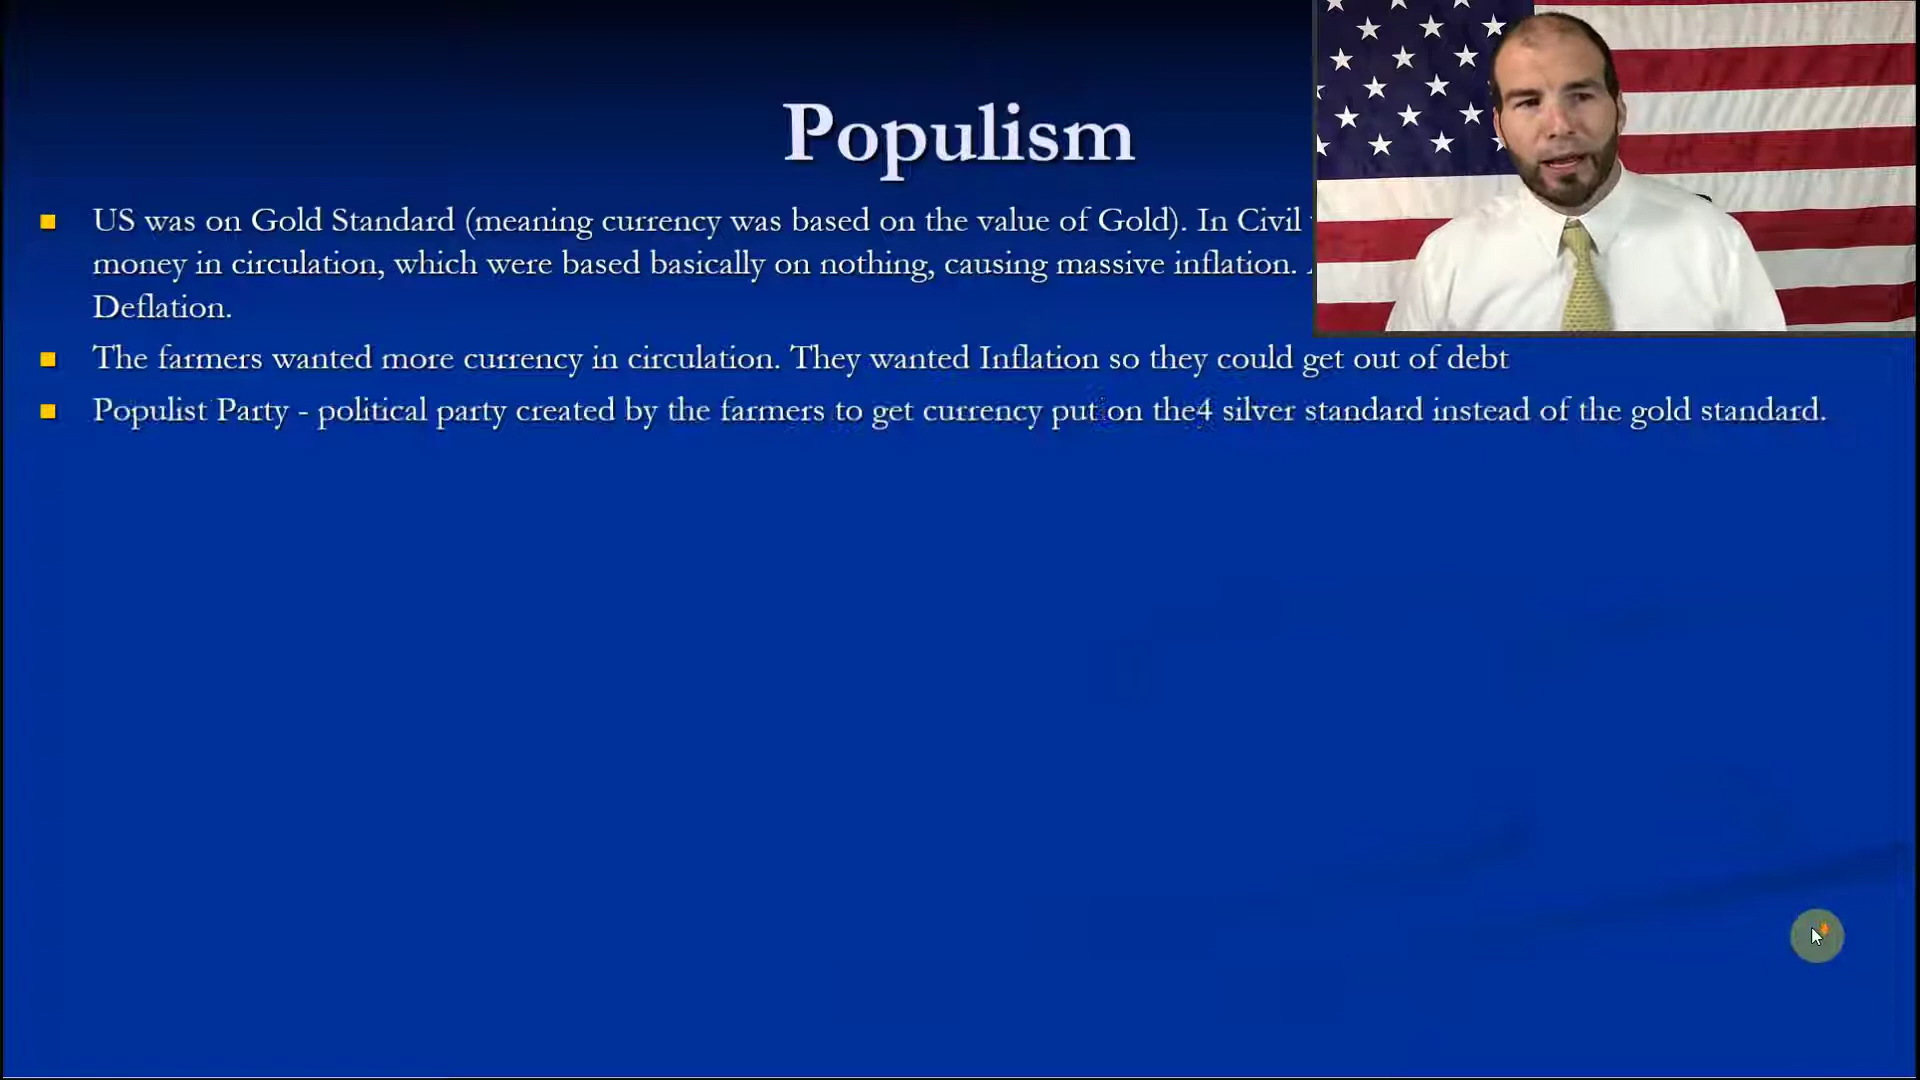 Populism
US was on Gold Standard (meaning currency was based on the value of Gold). In Civil
money in circulation, which were based basically on nothing, causing massive inflation.
Deflation.
The farmers wanted more currency in circulation. They wanted Inflation so they could get out of debt
Populist Party - political party created by the farmers to get currency put on the4 silver standard instead of the gold standard.